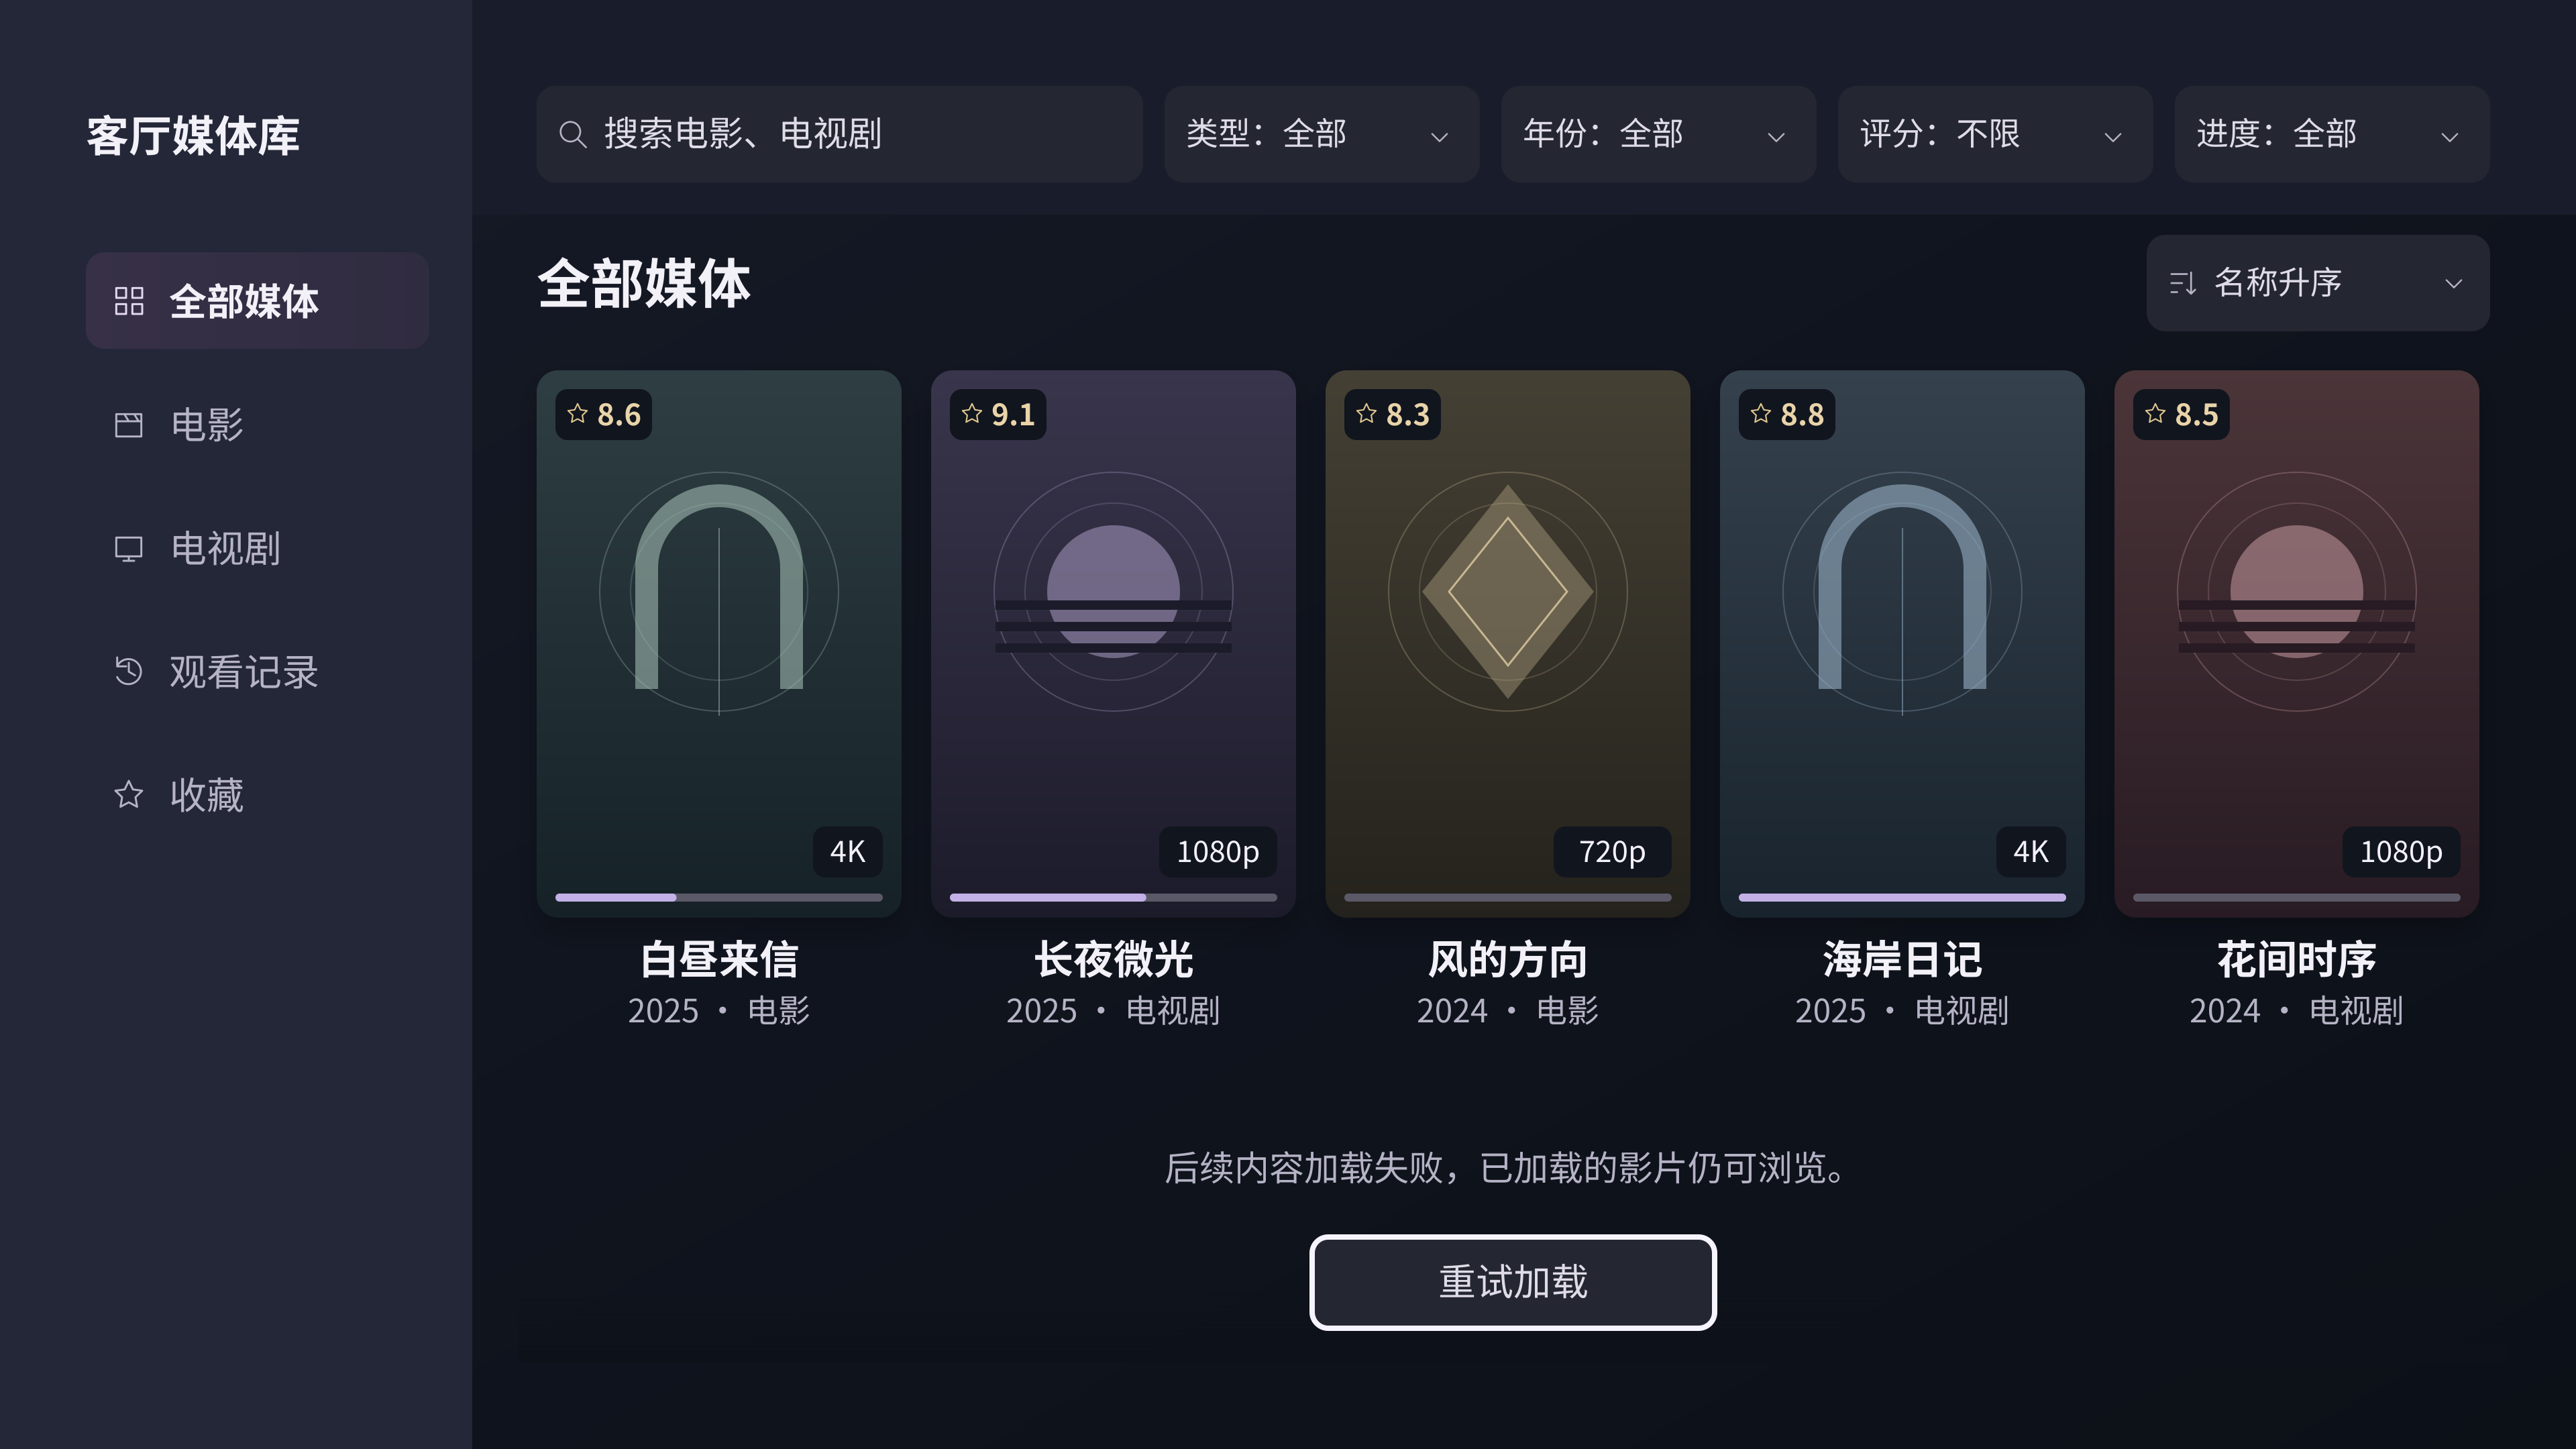 客厅媒体库
全部媒体
电影
电视剧
观看记录
收藏
搜索电影、电视剧
类型：全部
年份：全部
评分：不限
进度：全部
全部媒体
名称升序
8.6
4K
白昼来信
2025 · 电影
9.1
1080p
长夜微光
2025 · 电视剧
8.3
720p
风的方向
2024 · 电影
8.8
4K
海岸日记
2025 · 电视剧
8.5
1080p
花间时序
2024 · 电视剧
后续内容加载失败，已加载的影片仍可浏览。
重试加载